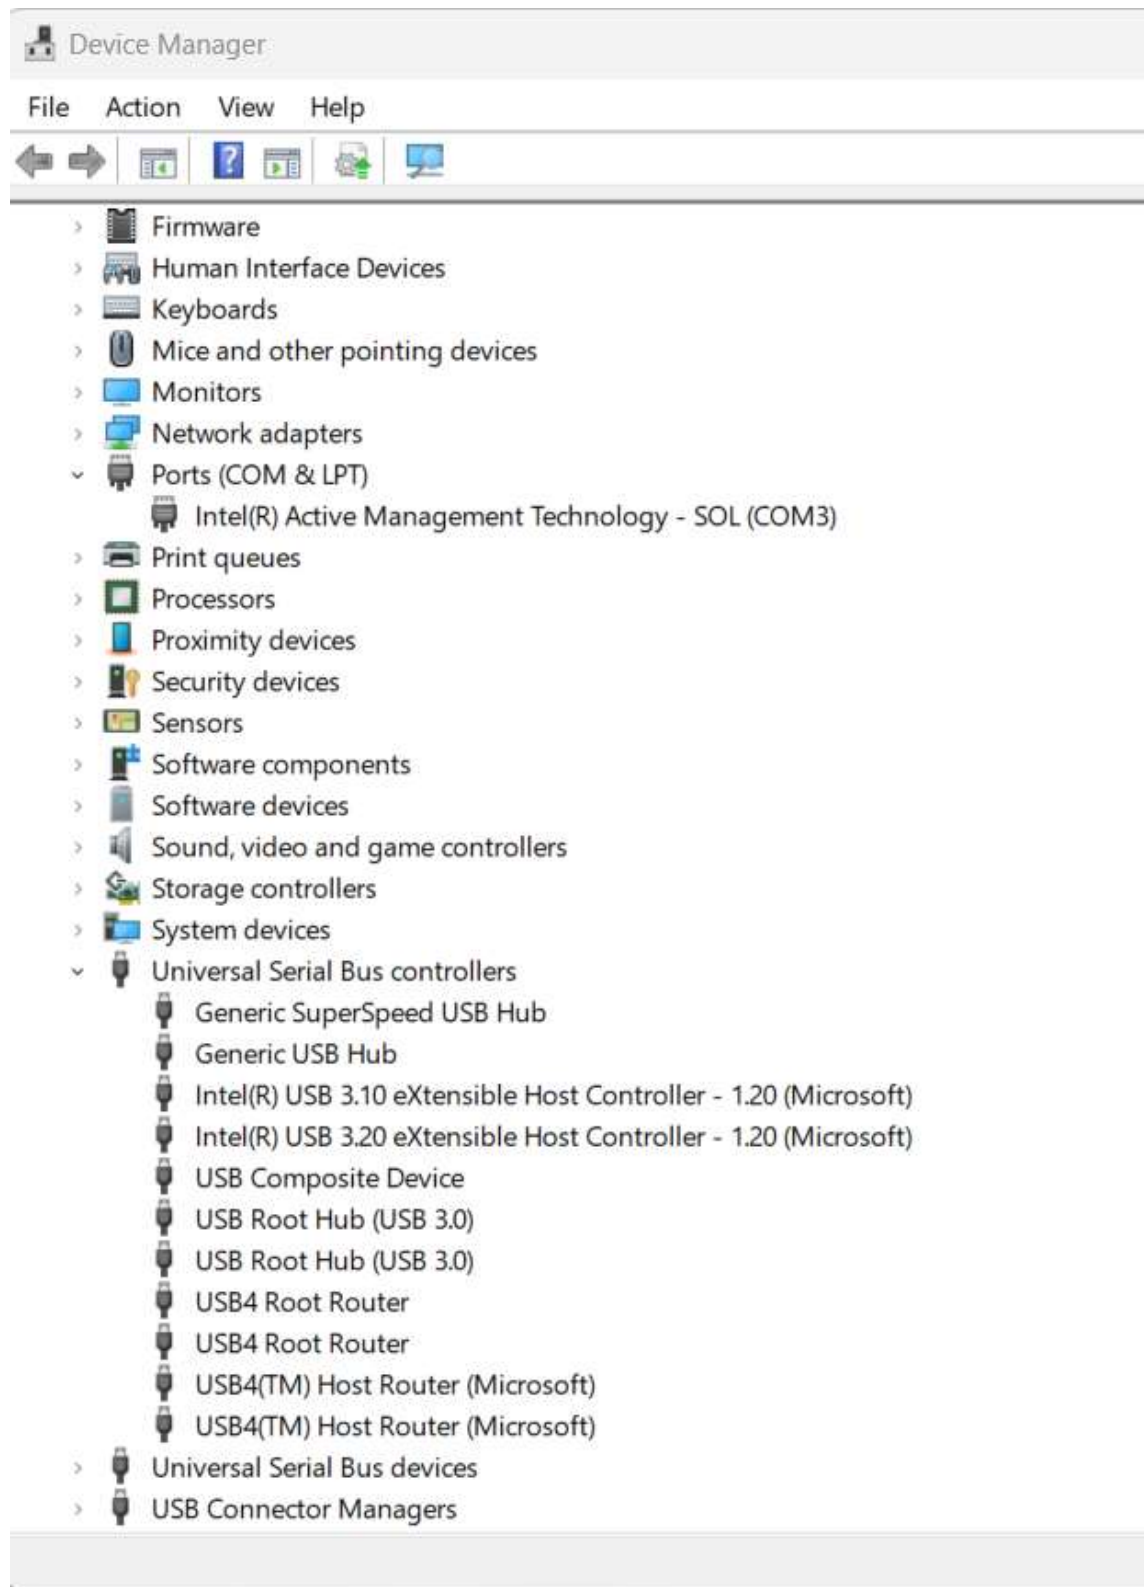 Device Manager
File Action View Help
Firmware
Human Interface Devices
Keyboards
Mice and other pointing devices
Monitors
Network adapters
Ports (COM & LPT)
Intel(R) Active Management Technology - SOL (COM3)
Print queues
Processors
Proximity devices
Security devices
Sensors
Software components
Software devices
Sound, video and game controllers
Storage controllers
System devices
Universal Serial Bus controllers
Generic SuperSpeed USB Hub
Generic USB Hub
Intel(R) USB 3.10 eXtensible Host Controller - 1.20 (Microsoft)
Intel(R) USB 3.20 eXtensible Host Controller - 1.20 (Microsoft)
USB Composite Device
USB Root Hub (USB 3.0)
USB Root Hub (USB 3.0)
USB4 Root Router
USB4 Root Router
USB4(TM) Host Router (Microsoft)
USB4(TM) Host Router (Microsoft)
Universal Serial Bus devices
USB Connector Managers